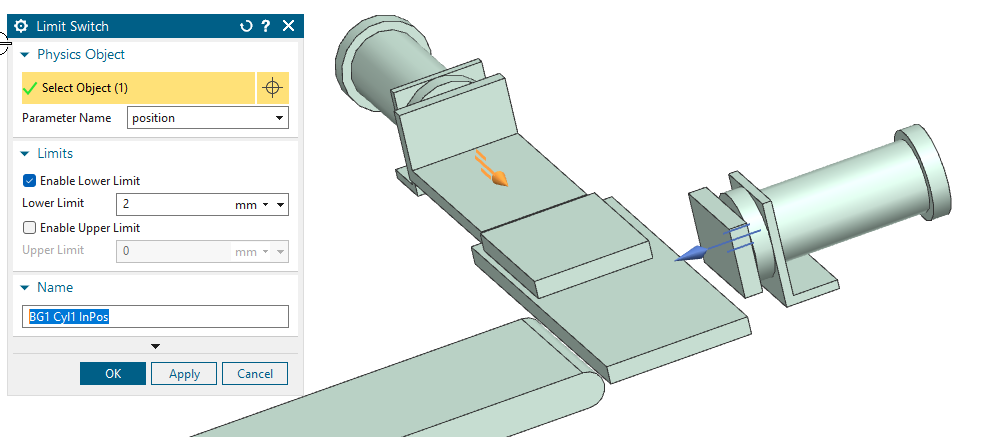 Limit Switch ?
Physics Object
Select Object (1)
Parameter Name position
Limits
Enable Lower Limit
Lower Limit 2 mm
Enable Upper Limit
Upper Limit 0 mm
Name
BG1 Cyl1 InPos
OK Apply Cancel